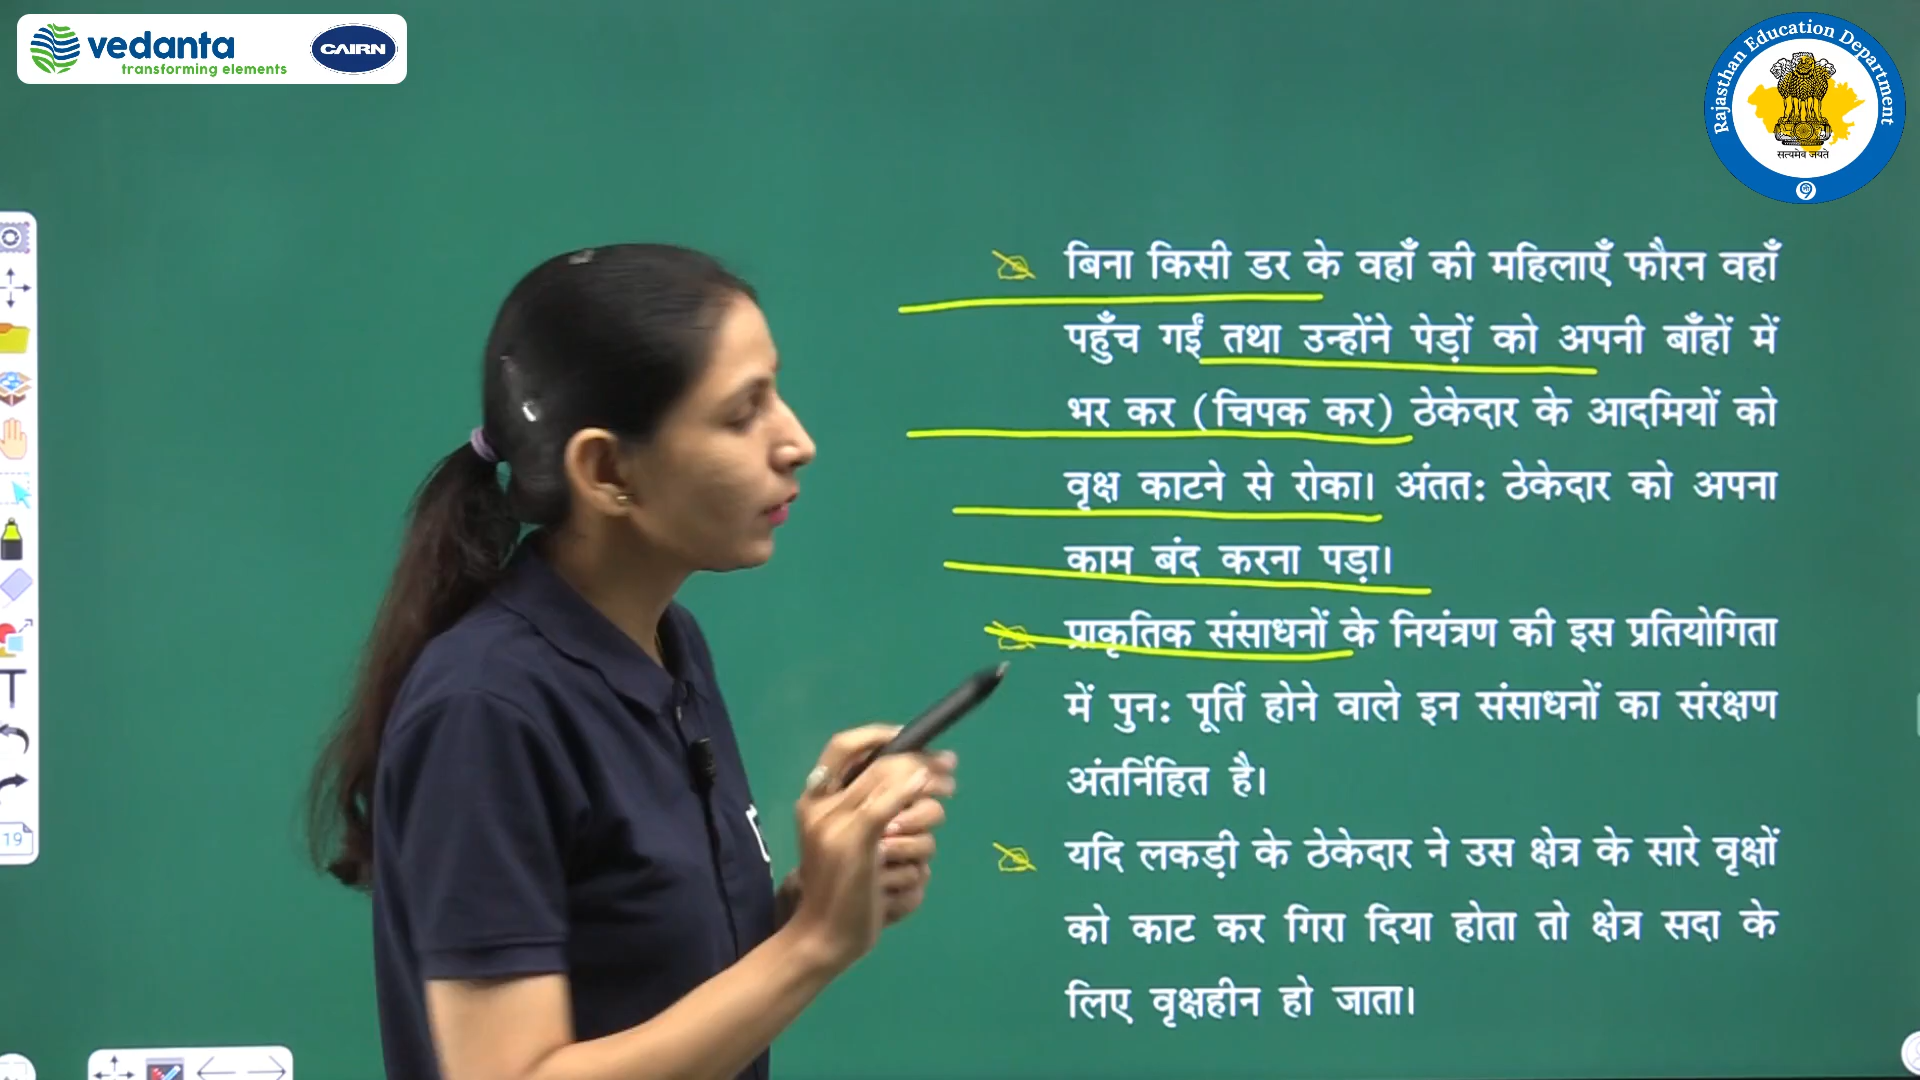 vedanta
transforming elements
CAIRN
Rajasthan Education Department
सत्यमेव जयते
बिना किसी डर के वहाँ की महिलाएँ फौरन वहाँ
पहुँच गईं तथा उन्होंने पेड़ों को अपनी बाँहों में
भर कर (चिपक कर) ठेकेदार के आदमियों को
वृक्ष काटने से रोका। अंततः ठेकेदार को अपना
काम बंद करना पड़ा।
प्राकृतिक संसाधनों के नियंत्रण की इस प्रतियोगिता
में पुनः पूर्ति होने वाले इन संसाधनों का संरक्षण
अंतर्निहित है।
यदि लकड़ी के ठेकेदार ने उस क्षेत्र के सारे वृक्षों
को काट कर गिरा दिया होता तो क्षेत्र सदा के
लिए वृक्षहीन हो जाता।
19